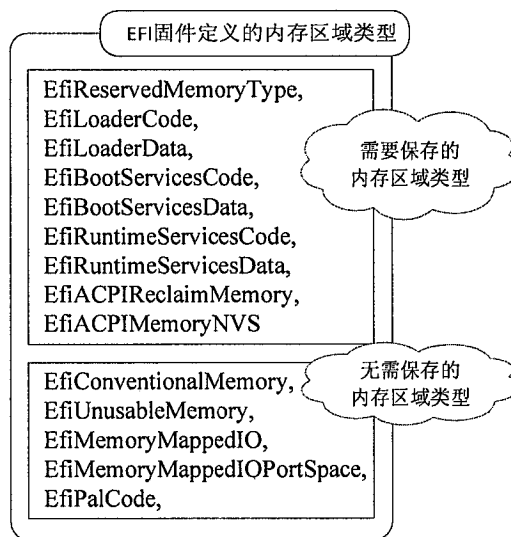 EFI固件定义的内存区域类型
EfiReservedMemoryType,
EfiLoaderCode,
EfiLoaderData,
EfiBootServicesCode,
EfiBootServicesData,
EfiRuntimeServicesCode,
EfiRuntimeServicesData,
EfiACPIReclaimMemory,
EfiACPIMemoryNVS
需要保存的
内存区域类型
EfiConventionalMemory,
EfiUnusableMemory,
EfiMemoryMappedIO,
EfiMemoryMappedIOPortSpace,
EfiPalCode,
无需保存的
内存区域类型